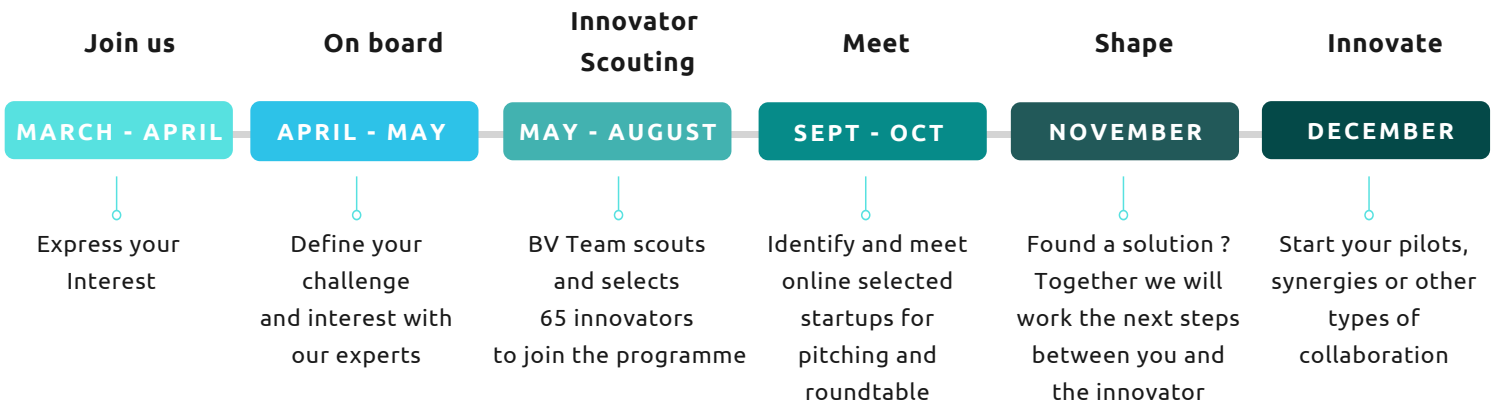 Join us
MARCH - APRIL
Express your
Interest
On board
APRIL - MAY
Define your
challenge
and interest with
our experts
Innovator
Scouting
MAY - AUGUST
BV Team scouts
and selects
65 innovators
to join the programme
Meet
SEPT - OCT
Identify and meet
online selected
startups for
pitching and
roundtable
Shape
NOVEMBER
Found a solution ?
Together we will
work the next steps
between you and
the innovator
Innovate
DECEMBER
Start your pilots,
synergies or other
types of
collaboration